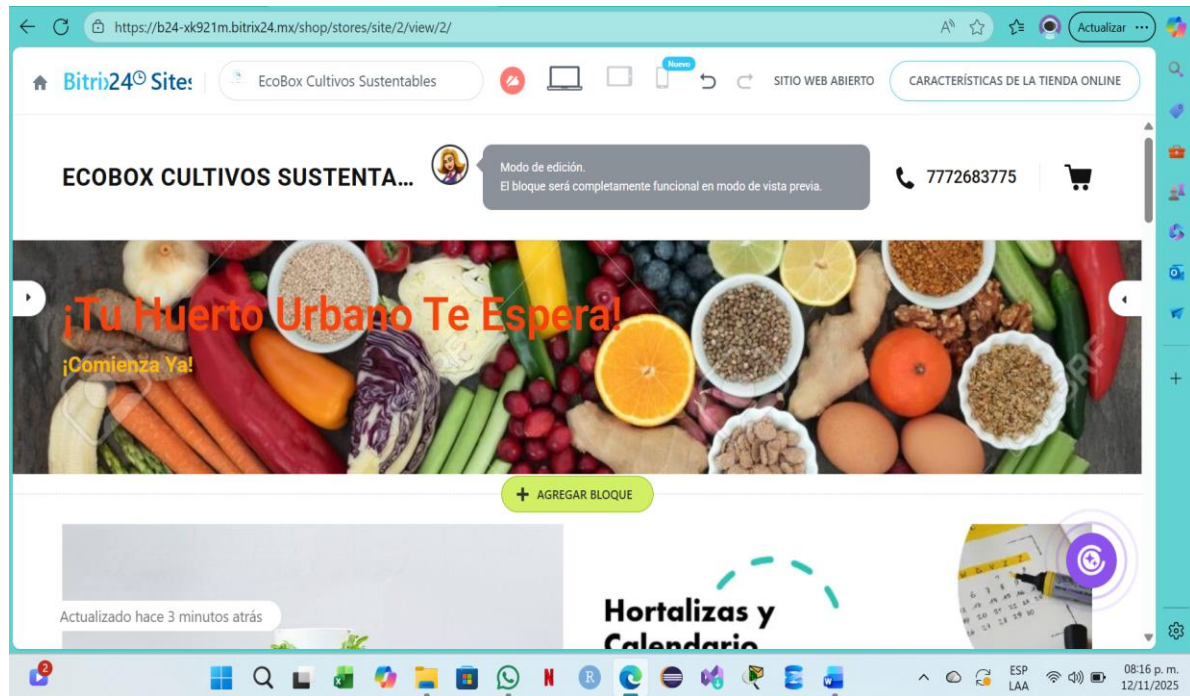 https://b24-xk921m.bitrix24.mx/shop/stores/site/2/view/2/
Actualizar
Bitrix24 Sites
EcoBox Cultivos Sustentables
Nuevo
SITIO WEB ABIERTO
CARACTERÍSTICAS DE LA TIENDA ONLINE
ECOBOX CULTIVOS SUSTENTA...
Modo de edición.
El bloque será completamente funcional en modo de vista previa.
7772683775
¡Tu Huerto Urbano Te Espera!
¡Comienza Ya!
+ AGREGAR BLOQUE
Hortalizas y
Calendario
Actualizado hace 3 minutos atrás
2
ESP
LAA
08:16 p. m.
12/11/2025